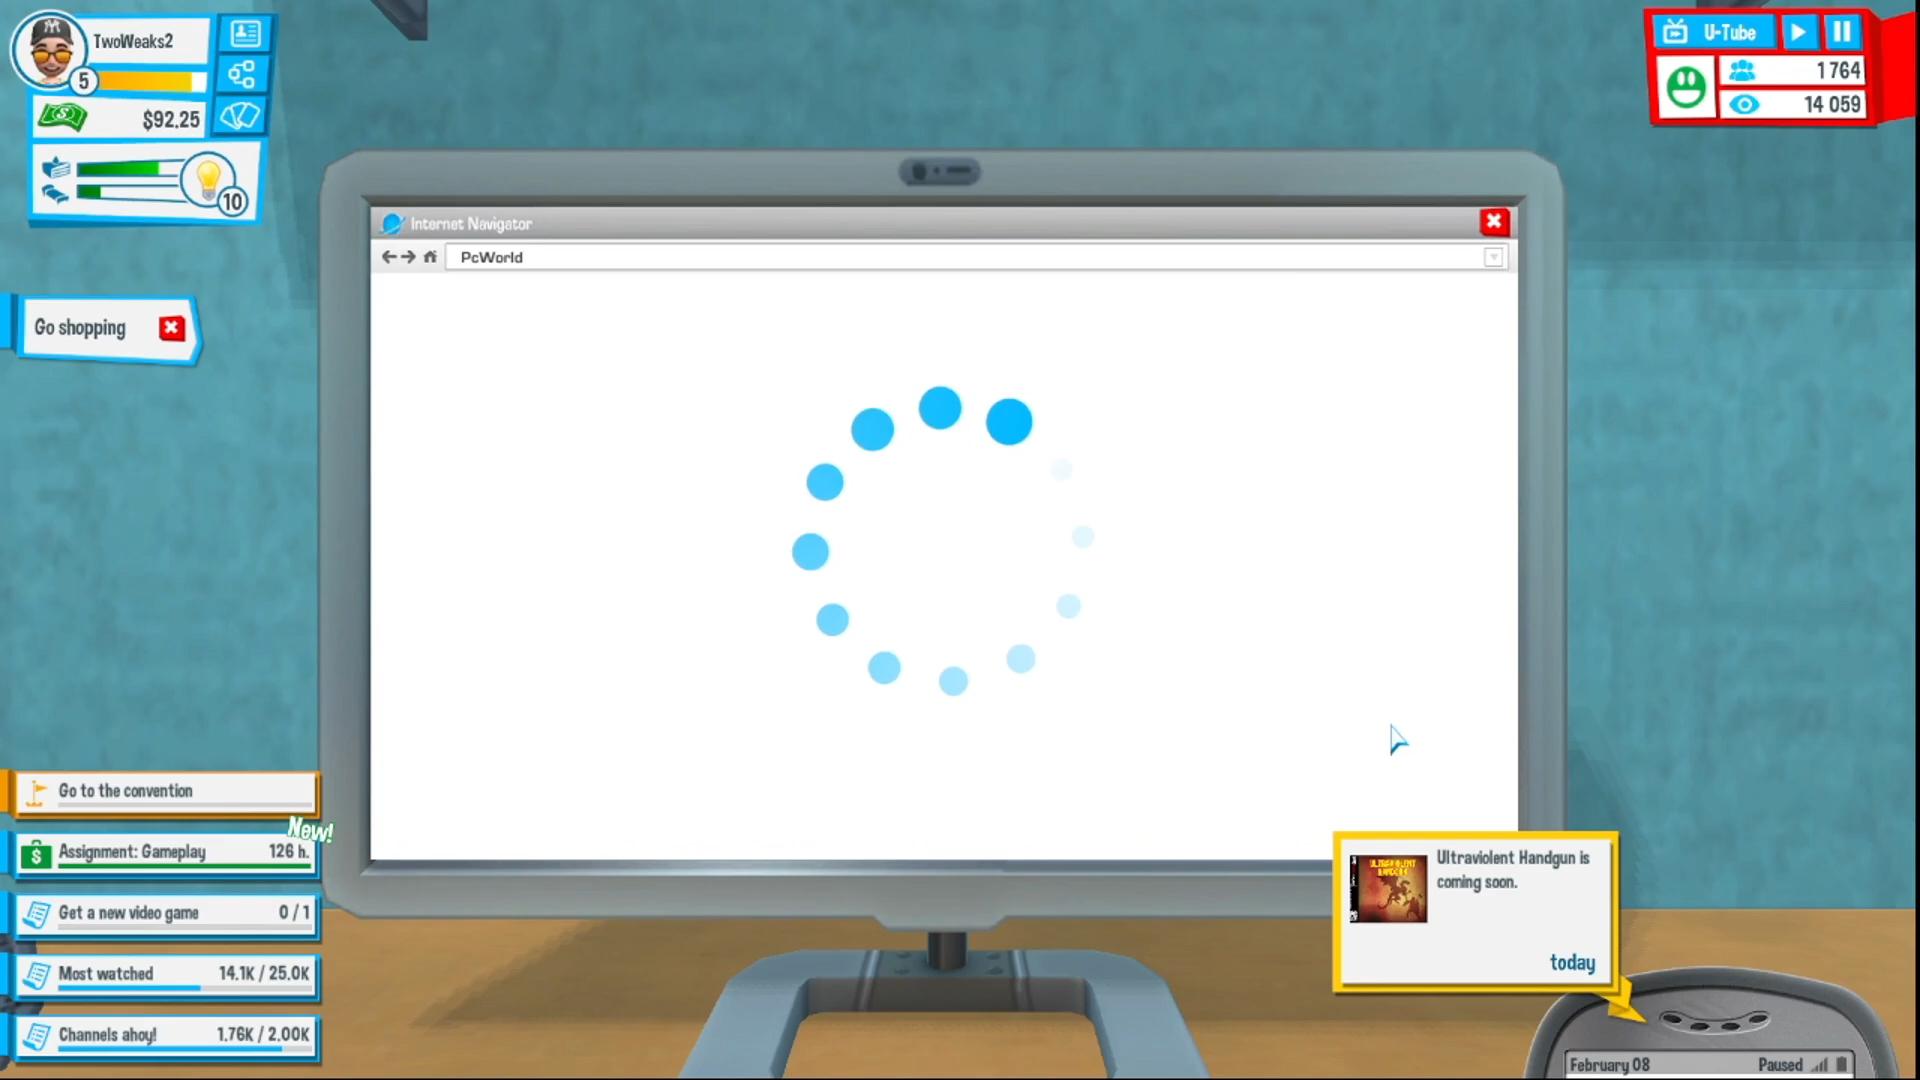 TwoWeaks2
5
$92.25
10
U-Tube
1 764
14 059
Internet Navigator
PcWorld
Go shopping
Go to the convention
New!
Assignment: Gameplay 126 h.
Get a new video game 0 / 1
Most watched 14.1K / 25.0K
Channels ahoy! 1.76K / 2.00K
ULTRAVIOLENT
HANDGUN
Ultraviolent Handgun is
coming soon.
today
February 08 Paused